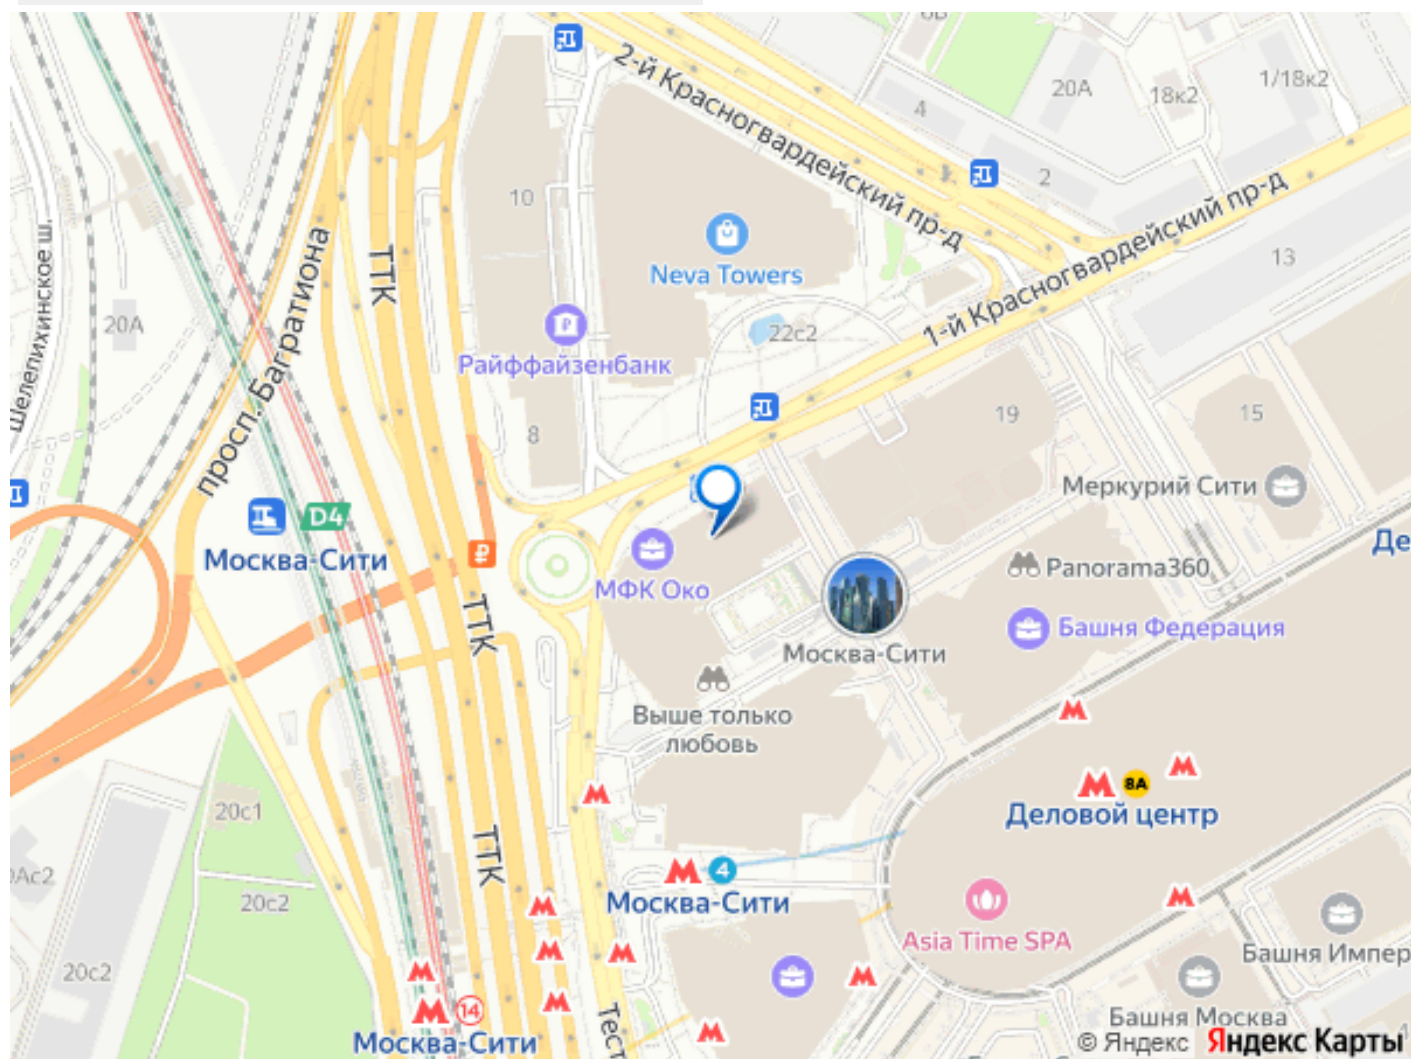 6В
2-й Красногвардейский пр-д
20А
1/18к2
18к2
4
2
10
1-й Красногвардейский пр-д
Шелепихинское ш.
просп. Багратиона
ТТК
Neva Towers
13
20А
22с2
Райффайзенбанк
8
19
15
Меркурий Сити
D4
Москва-Сити
Де
МФК Око
Panorama360
ТТК
Башня Федерация
Москва-Сити
Выше только
любовь
8А
Деловой центр
20с1
ТТК
4
Ас2
20с2
Москва-Сити
Asia Time SPA
Башня Импер
20с2
14
Тест
Башня Москва
Москва-Сити
© Яндекс Яндекс Карты